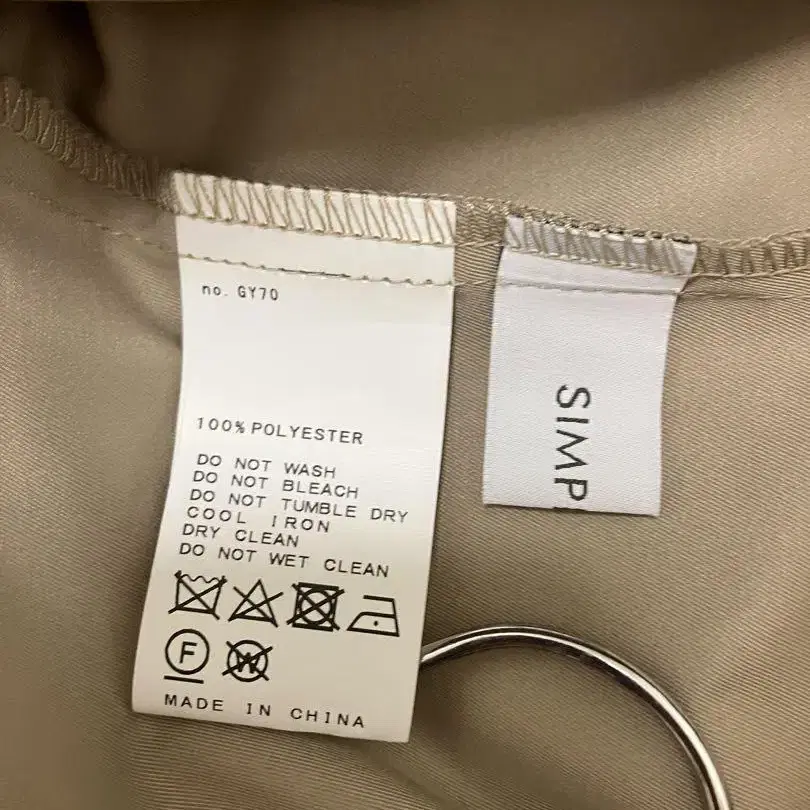 no. GY70
100% POLYESTER
DO NOT WASH
DO NOT BLEACH
DO NOT TUMBLE DRY
COOL IRON
DRY CLEAN
DO NOT WET CLEAN
F W
MADE IN CHINA
SIMP